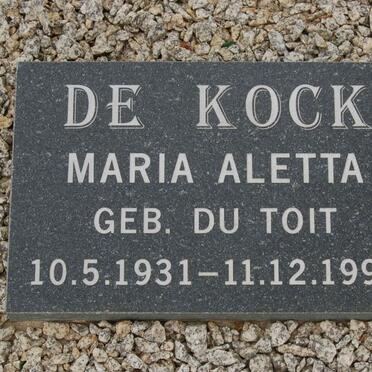 DE KOCK
MARIA ALETTA
GEB. DU TOIT
10.5.1931–11.12.199